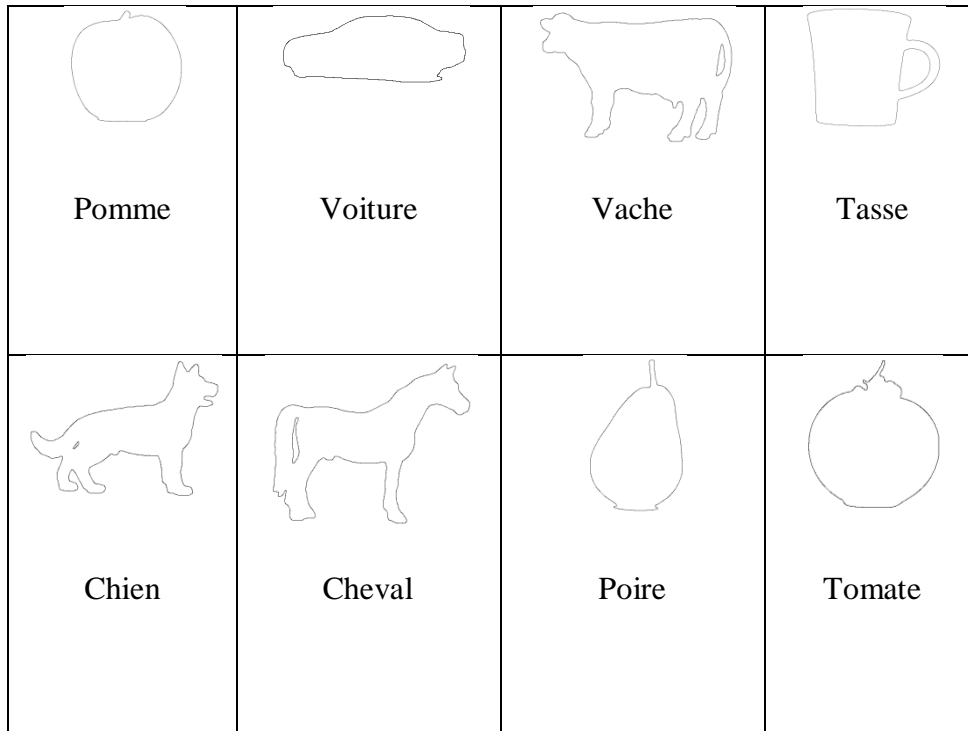 Pomme
Voiture
Vache
Tasse
Chien
Cheval
Poire
Tomate